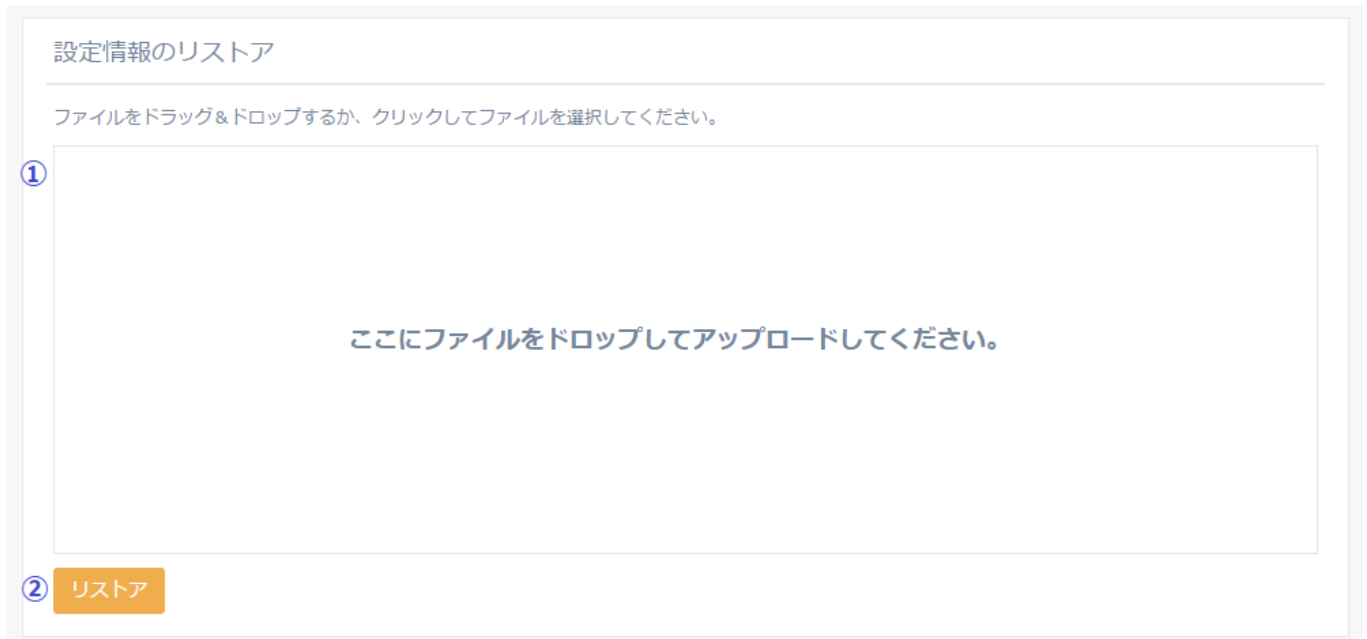 設定情報のリストア
ファイルをドラッグ&ドロップするか、クリックしてファイルを選択してください。
①
ここにファイルをドロップしてアップロードしてください。
② リストア